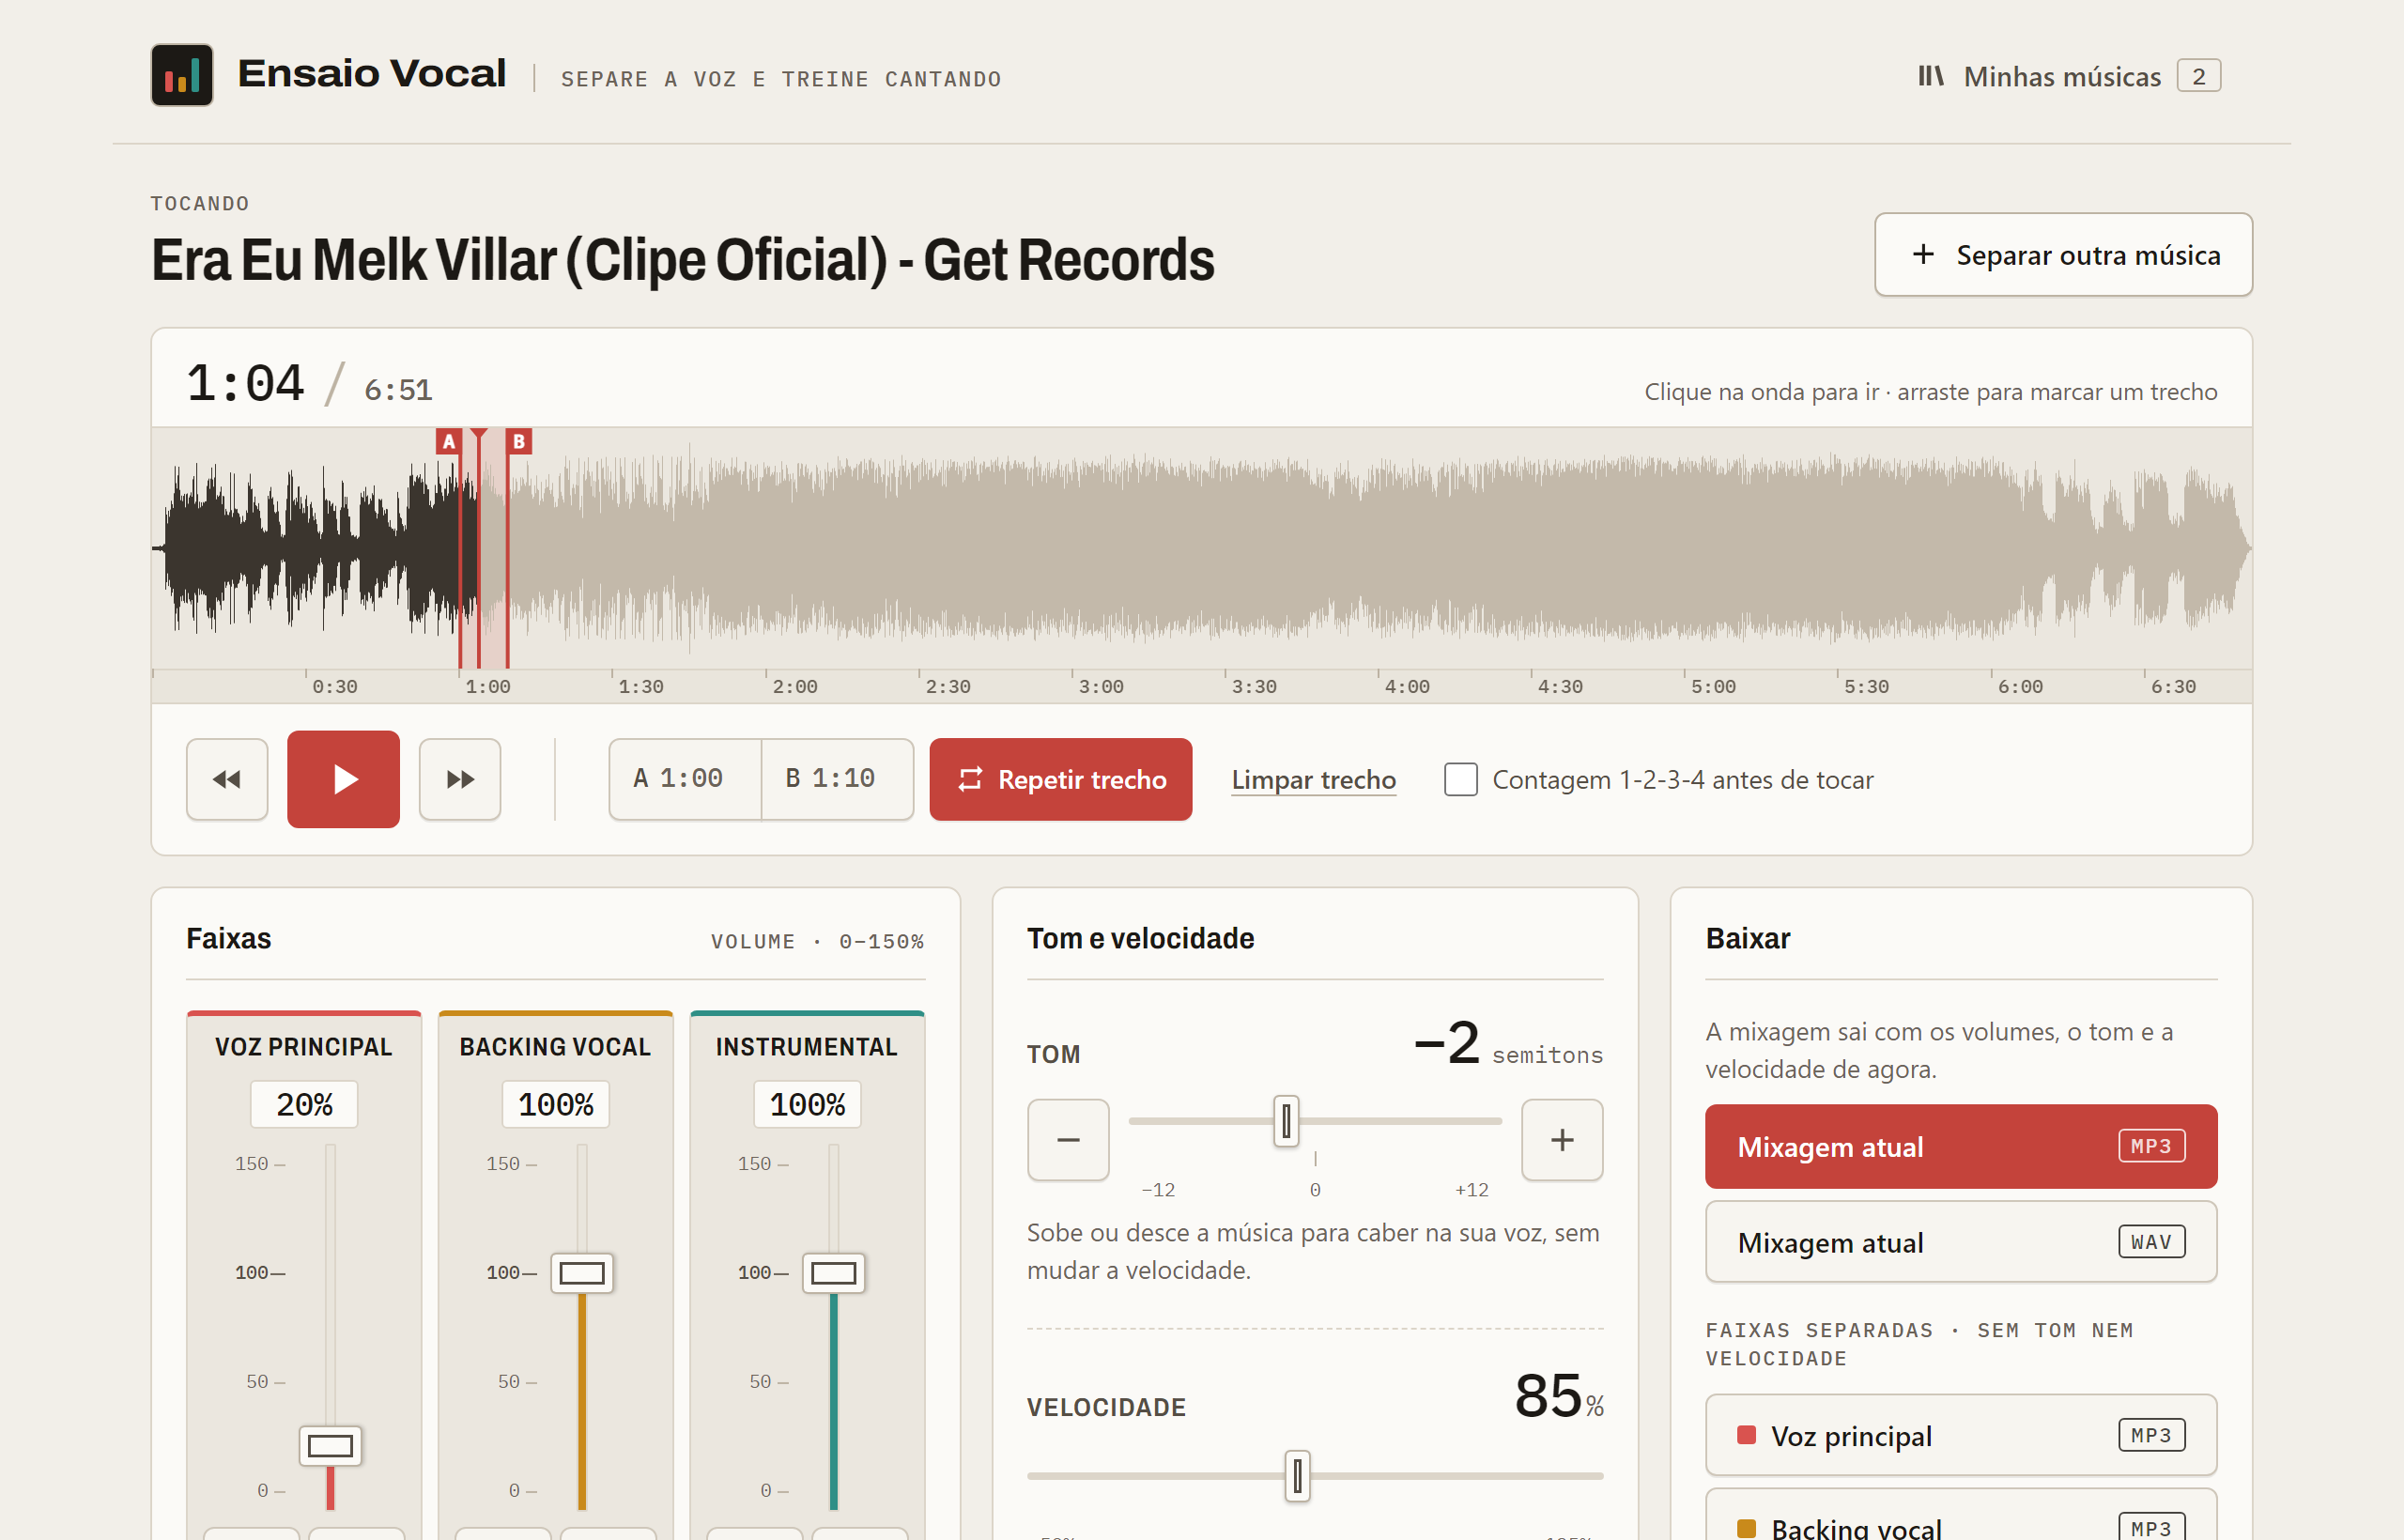 Ensaio Vocal
SEPARE A VOZ E TREINE CANTANDO
Minhas músicas 2
TOCANDO
Era Eu Melk Villar (Clipe Oficial) - Get Records
+ Separar outra música
1:04 / 6:51
Clique na onda para ir · arraste para marcar um trecho
A B
0:30 1:00 1:30 2:00 2:30 3:00 3:30 4:00 4:30 5:00 5:30 6:00 6:30
A 1:00 B 1:10 Repetir trecho Limpar trecho Contagem 1-2-3-4 antes de tocar
Faixas
VOLUME · 0–150%
VOZ PRINCIPAL
20%
150
100
50
0
BACKING VOCAL
100%
150
100
50
0
INSTRUMENTAL
100%
150
100
50
0
Tom e velocidade
TOM −2 semitons
− +
−12 0 +12
Sobe ou desce a música para caber na sua voz, sem
mudar a velocidade.
VELOCIDADE 85%
Baixar
A mixagem sai com os volumes, o tom e a
velocidade de agora.
Mixagem atual MP3
Mixagem atual WAV
FAIXAS SEPARADAS · SEM TOM NEM
VELOCIDADE
Voz principal MP3
Backing vocal MP3